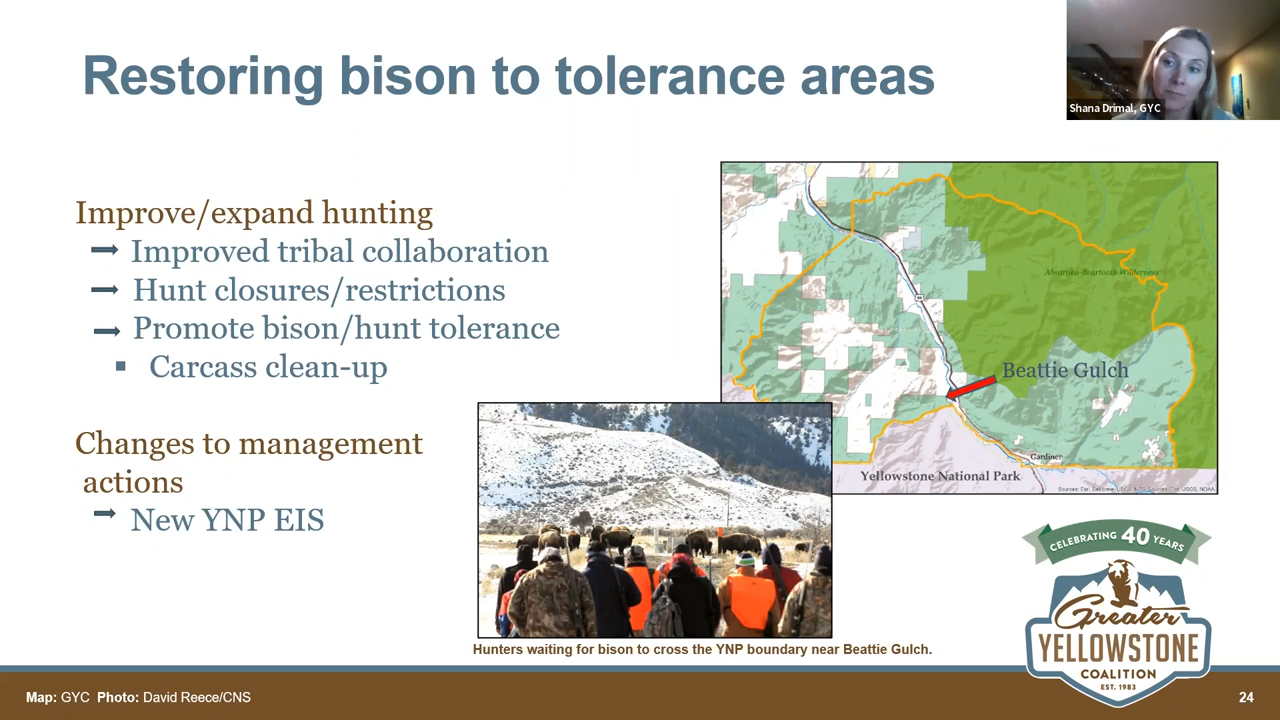 Restoring bison to tolerance areas
Shana Drimal, GYC
Improve/expand hunting
Improved tribal collaboration
Hunt closures/restrictions
Promote bison/hunt tolerance
Carcass clean-up
Changes to management
actions
New YNP EIS
Absaroka-Beartooth Wilderness
Beattie Gulch
Gardiner
Yellowstone National Park
Hunters waiting for bison to cross the YNP boundary near Beattie Gulch.
CELEBRATING 40 YEARS
Greater
YELLOWSTONE
COALITION
EST. 1983
Map: GYC Photo: David Reece/CNS
24